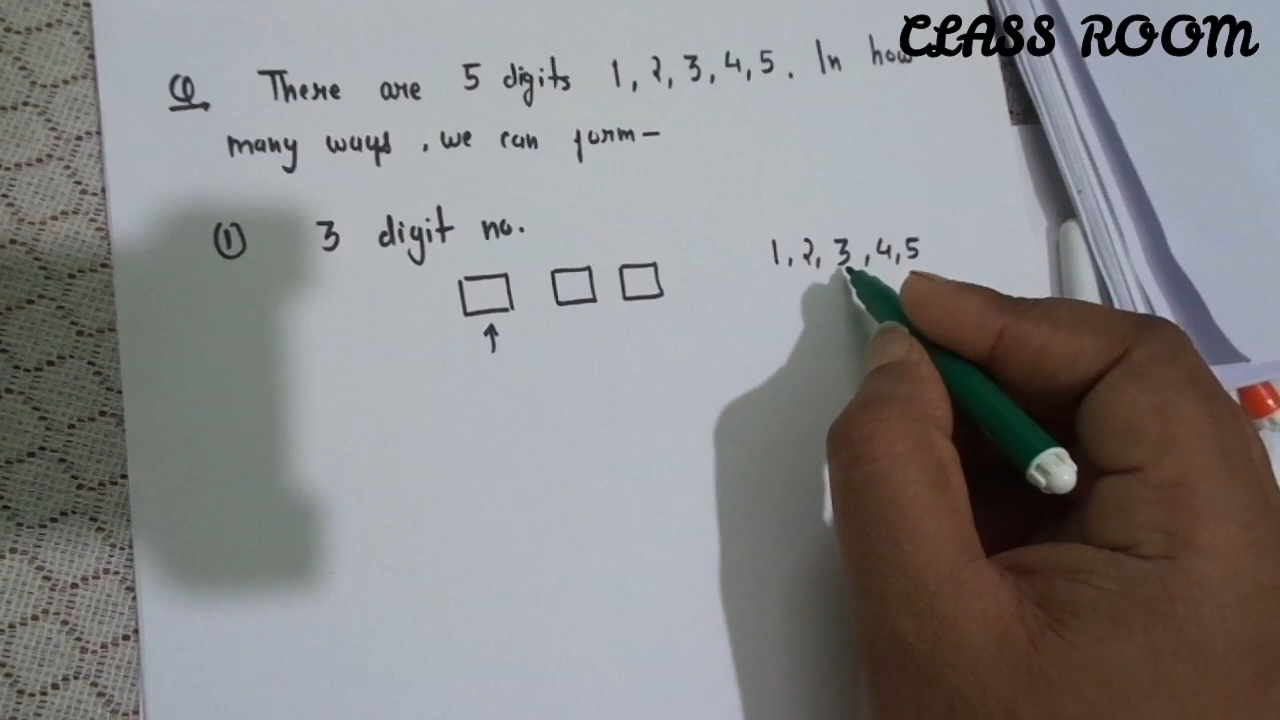 CLASS ROOM
Q There are 5 digits 1, 2, 3, 4, 5. In how
many ways, we can form -
① 3 digit no.
1, 2, 3, 4, 5